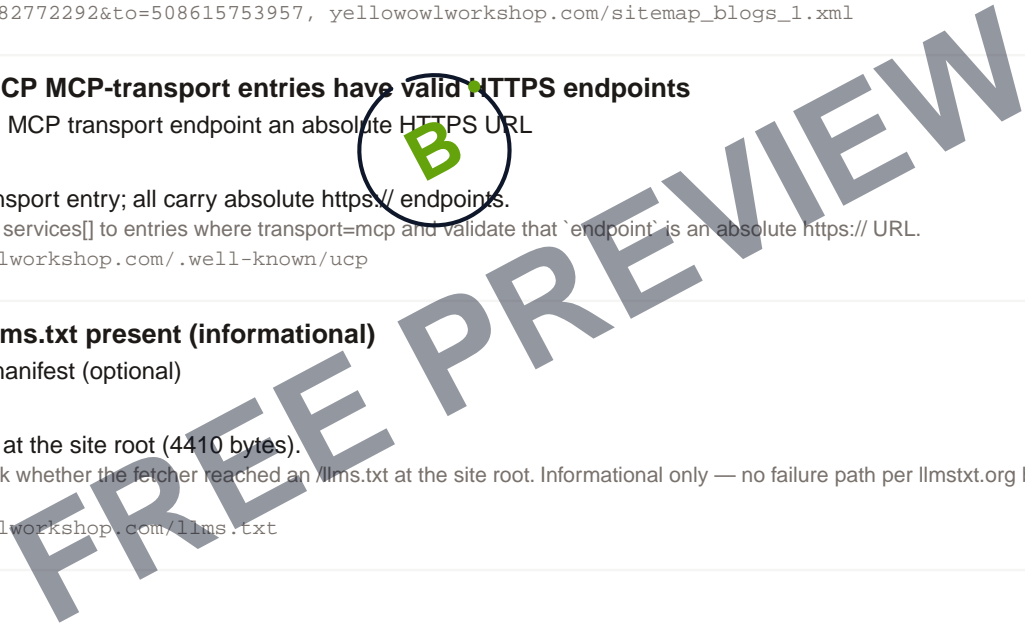 82772292&to=508615753957, yellowowlworkshop.com/sitemap_blogs_1.xml
CP MCP-transport entries have valid HTTPS endpoints
MCP transport endpoint an absolute HTTPS URL
B
nsport entry; all carry absolute https:// endpoints.
services[] to entries where transport=mcp and validate that `endpoint` is an absolute https:// URL.
lworkshop.com/.well-known/ucp
ms.txt present (informational)
nanifest (optional)
at the site root (4410 bytes).
k whether the fetcher reached an /llms.txt at the site root. Informational only — no failure path per llmstxt.org
lworkshop.com/llms.txt
FREE PREVIEW